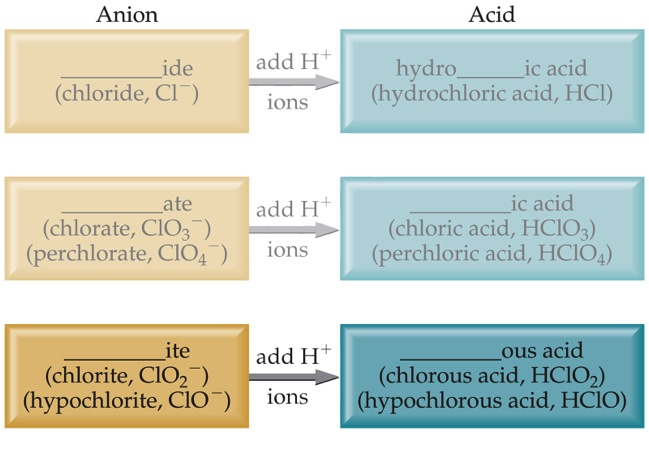 Anion
Acid
_________ide
(chloride, Cl⁻)
add H⁺
ions
hydro______ic acid
(hydrochloric acid, HCl)
_________ate
(chlorate, ClO₃⁻)
(perchlorate, ClO₄⁻)
add H⁺
ions
_________ic acid
(chloric acid, HClO₃)
(perchloric acid, HClO₄)
_________ite
(chlorite, ClO₂⁻)
(hypochlorite, ClO⁻)
add H⁺
ions
_________ous acid
(chlorous acid, HClO₂)
(hypochlorous acid, HClO)